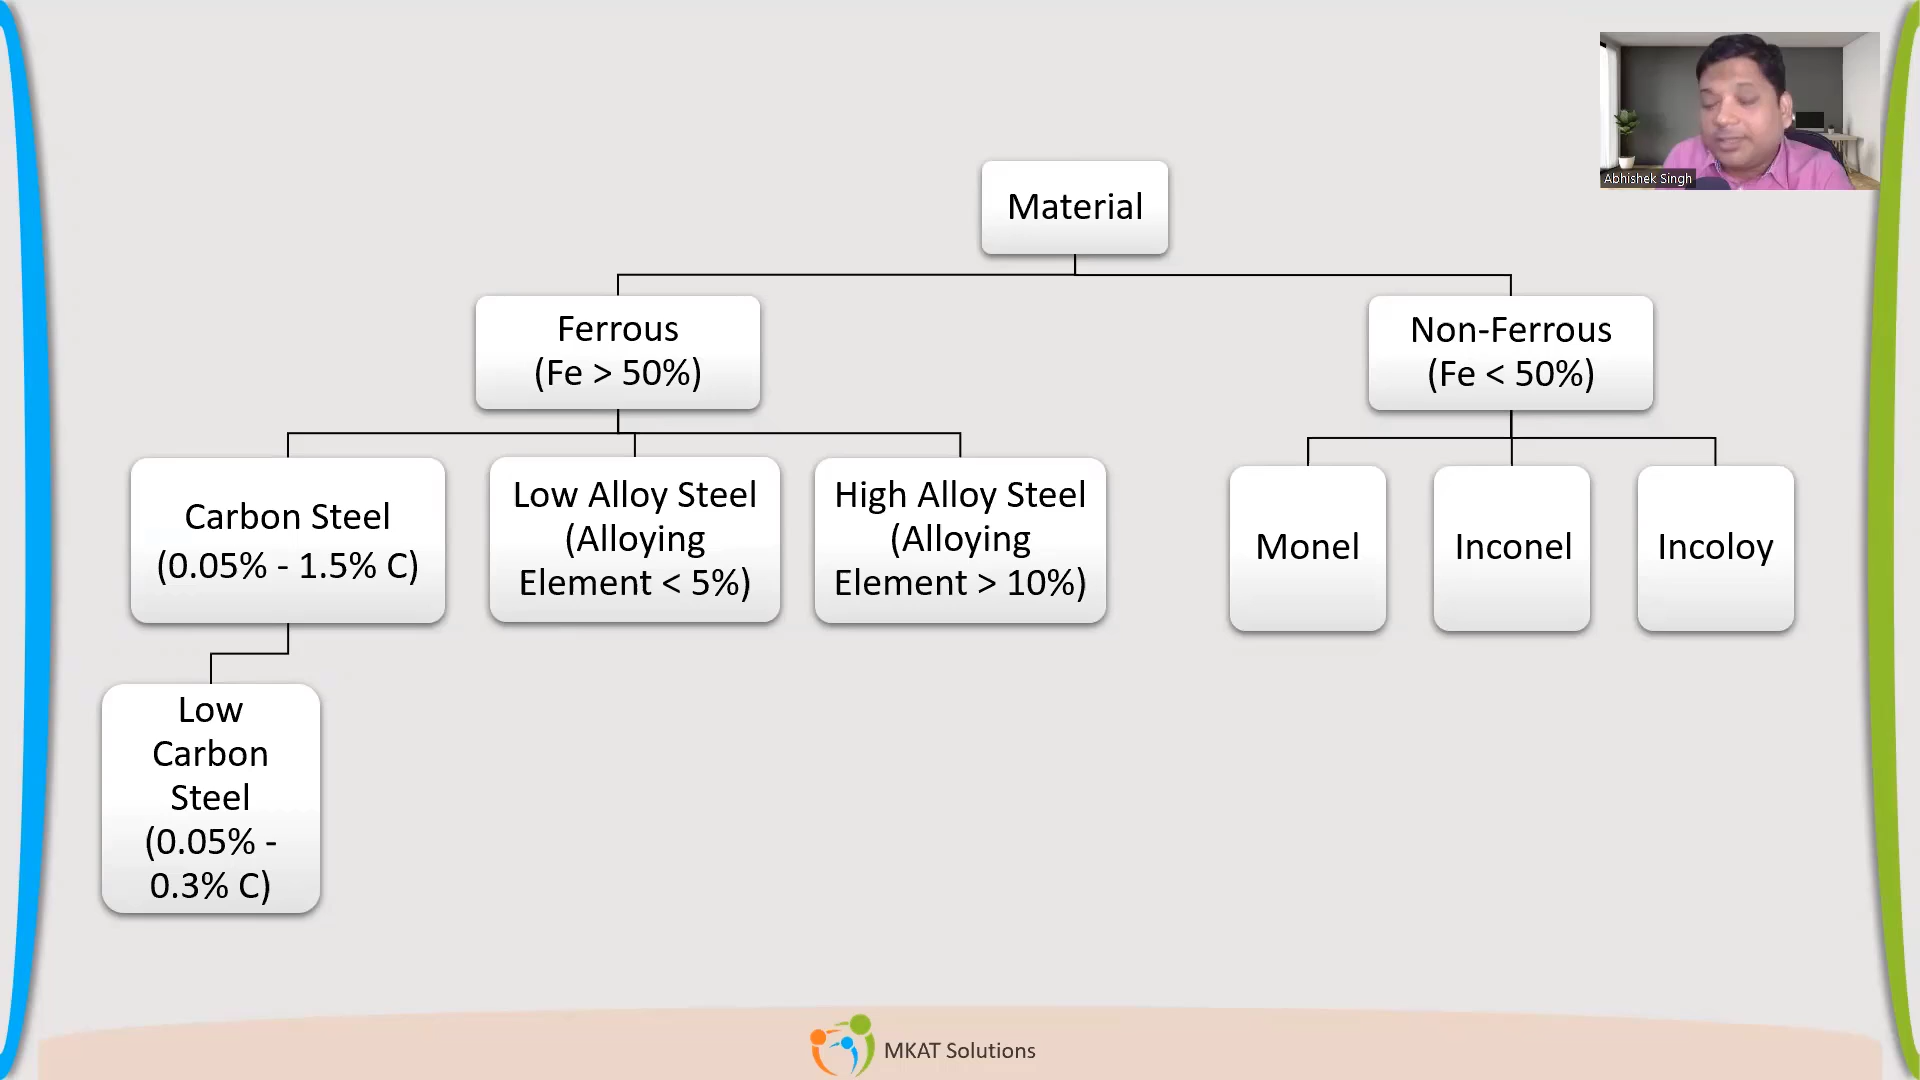 Abhishek Singh
Material
Ferrous
(Fe > 50%)
Non-Ferrous
(Fe < 50%)
Carbon Steel
(0.05% - 1.5% C)
Low Alloy Steel
(Alloying
Element < 5%)
High Alloy Steel
(Alloying
Element > 10%)
Monel
Inconel
Incoloy
Low
Carbon
Steel
(0.05% -
0.3% C)
MKAT Solutions